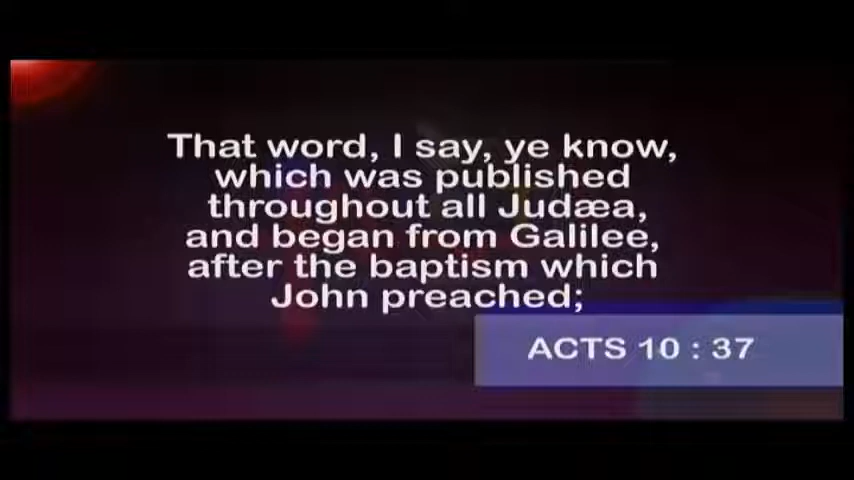 That word, I say, ye know,
which was published
throughout all Judæa,
and began from Galilee,
after the baptism which
John preached;
ACTS 10 : 37